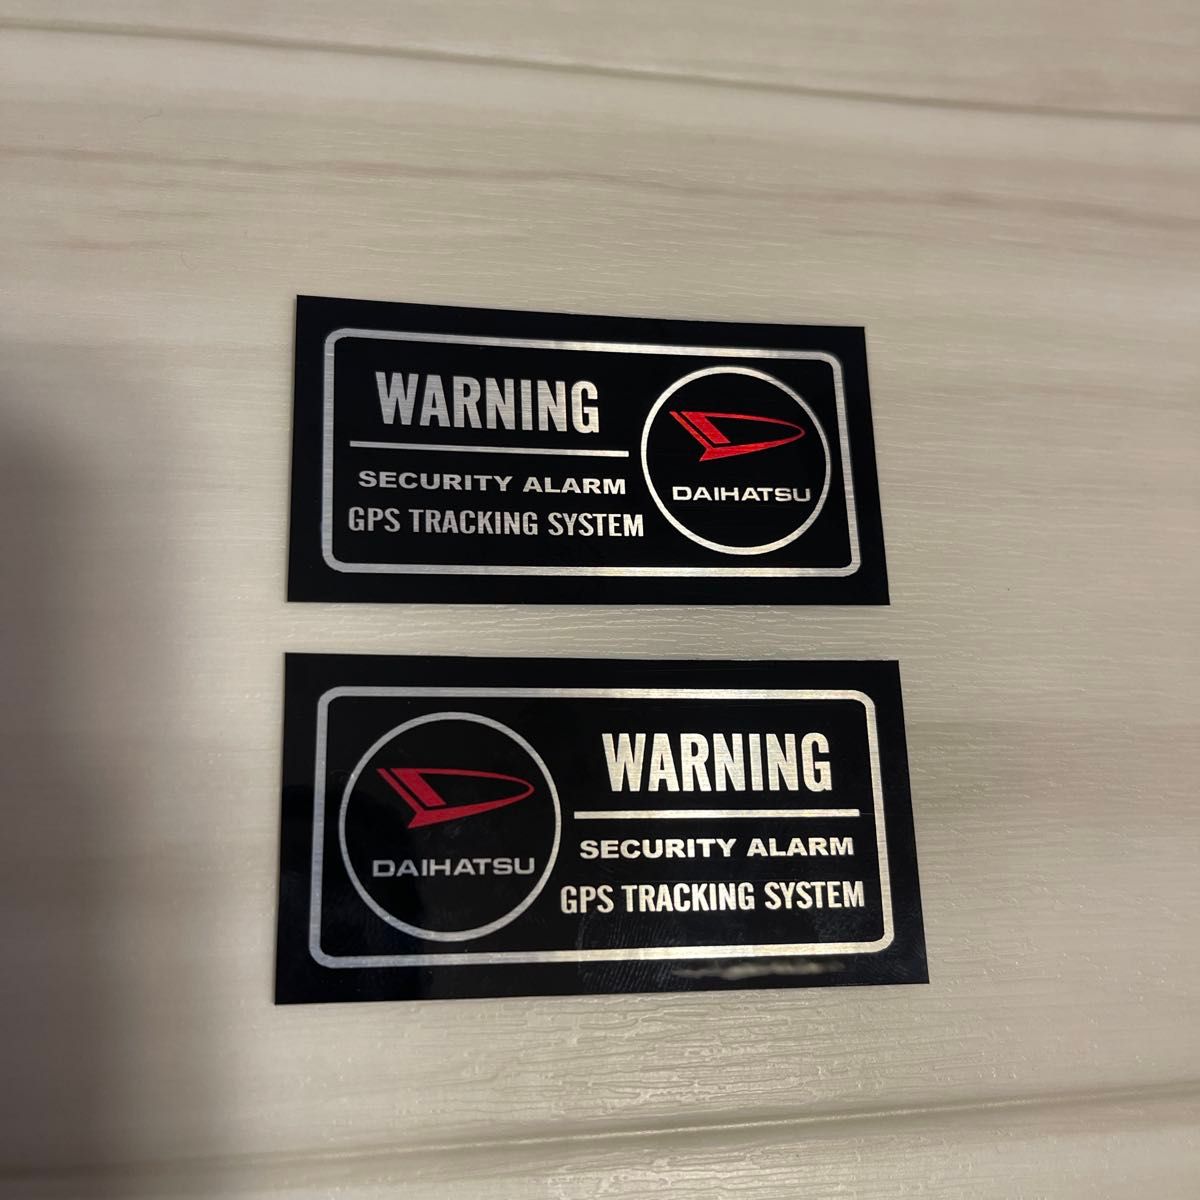 WARNING
SECURITY ALARM
GPS TRACKING SYSTEM
DAIHATSU
DAIHATSU
WARNING
SECURITY ALARM
GPS TRACKING SYSTEM